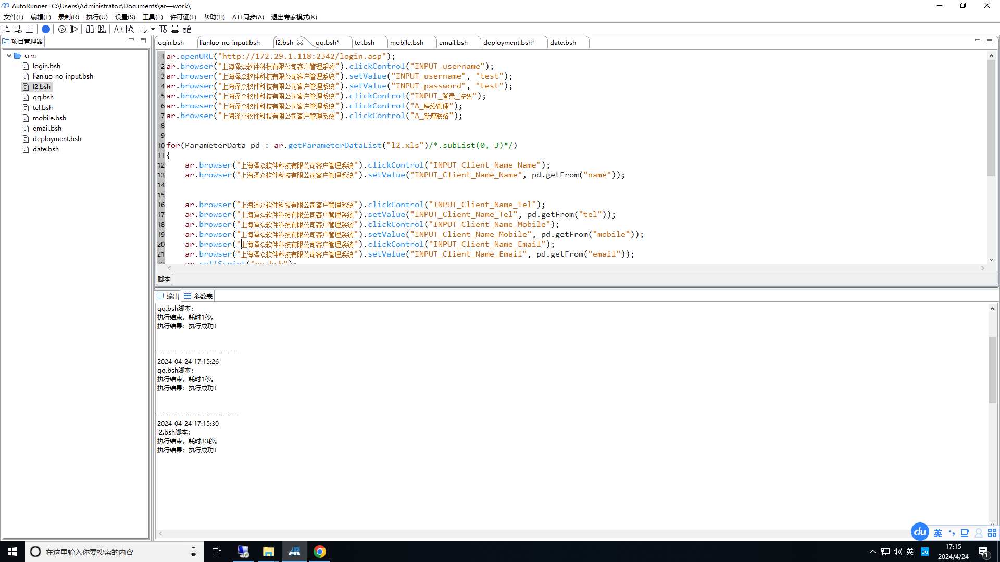 AutoRunner C:\Users\Administrator\Documents\ar—work\
文件(F) 编辑(E) 录制(R) 执行(U) 设置(S) 工具(T) 许可证(L) 帮助(H) ATF同步(A) 退出专家模式(K)
项目管理器
crm
login.bsh
lianluo_no_input.bsh
l2.bsh
qq.bsh
tel.bsh
mobile.bsh
email.bsh
deployment.bsh
date.bsh
login.bsh lianluo_no_input.bsh l2.bsh qq.bsh* tel.bsh mobile.bsh email.bsh deployment.bsh* date.bsh
1 ar.openURL("http://172.29.1.118:2342/login.asp");
2 ar.browser("上海泽众软件科技有限公司客户管理系统").clickControl("INPUT_username");
3 ar.browser("上海泽众软件科技有限公司客户管理系统").setValue("INPUT_username", "test");
4 ar.browser("上海泽众软件科技有限公司客户管理系统").setValue("INPUT_password", "test");
5 ar.browser("上海泽众软件科技有限公司客户管理系统").clickControl("INPUT_登录_按钮");
6 ar.browser("上海泽众软件科技有限公司客户管理系统").clickControl("A_联络管理");
7 ar.browser("上海泽众软件科技有限公司客户管理系统").clickControl("A_新增联络");
8
9
10 for(ParameterData pd : ar.getParameterDataList("l2.xls")/*.subList(0, 3)*/)
11 {
12 ar.browser("上海泽众软件科技有限公司客户管理系统").clickControl("INPUT_Client_Name_Name");
13 ar.browser("上海泽众软件科技有限公司客户管理系统").setValue("INPUT_Client_Name_Name", pd.getFrom("name"));
14
15
16 ar.browser("上海泽众软件科技有限公司客户管理系统").clickControl("INPUT_Client_Name_Tel");
17 ar.browser("上海泽众软件科技有限公司客户管理系统").setValue("INPUT_Client_Name_Tel", pd.getFrom("tel"));
18 ar.browser("上海泽众软件科技有限公司客户管理系统").clickControl("INPUT_Client_Name_Mobile");
19 ar.browser("上海泽众软件科技有限公司客户管理系统").setValue("INPUT_Client_Name_Mobile", pd.getFrom("mobile"));
20 ar.browser("上海泽众软件科技有限公司客户管理系统").clickControl("INPUT_Client_Name_Email");
21 ar.browser("上海泽众软件科技有限公司客户管理系统").setValue("INPUT_Client_Name_Email", pd.getFrom("email"));
22 ar.callScript("qq.bsh");
脚本
输出 参数表
qq.bsh脚本：
执行结束，耗时1秒。
执行结果：执行成功！
-------------------------------
2024-04-24 17:15:26
qq.bsh脚本：
执行结束，耗时1秒。
执行结果：执行成功！
-------------------------------
2024-04-24 17:15:30
l2.bsh脚本：
执行结束，耗时33秒。
执行结果：执行成功！
du 英
在这里输入你要搜索的内容
英 du
17:15
2024/4/24
1